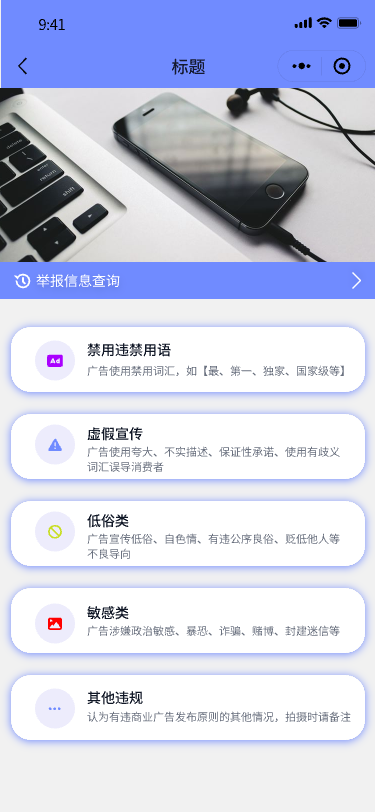 9:41
标题
举报信息查询
禁用违禁用语
广告使用禁用词汇，如【最、第一、独家、国家级等】
虚假宣传
广告使用夸大、不实描述、保证性承诺、使用有歧义
词汇误导消费者
低俗类
广告宣传低俗、自色情、有违公序良俗、贬低他人等
不良导向
敏感类
广告涉嫌政治敏感、暴恐、诈骗、赌博、封建迷信等
其他违规
认为有违商业广告发布原则的其他情况，拍摄时请备注